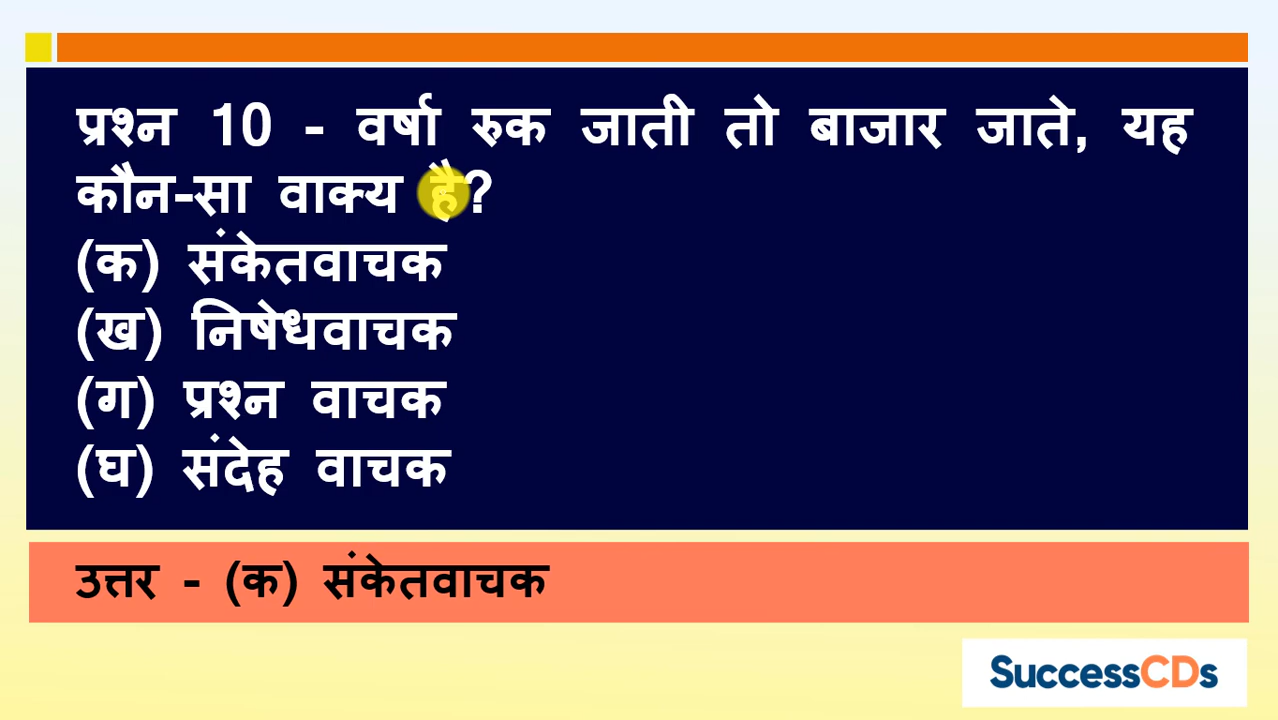 प्रश्न 10 - वर्षा रुक जाती तो बाजार जाते, यह
कौन-सा वाक्य है?
(क) संकेतवाचक
(ख) निषेधवाचक
(ग) प्रश्न वाचक
(घ) संदेह वाचक
उत्तर - (क) संकेतवाचक
SuccessCDs